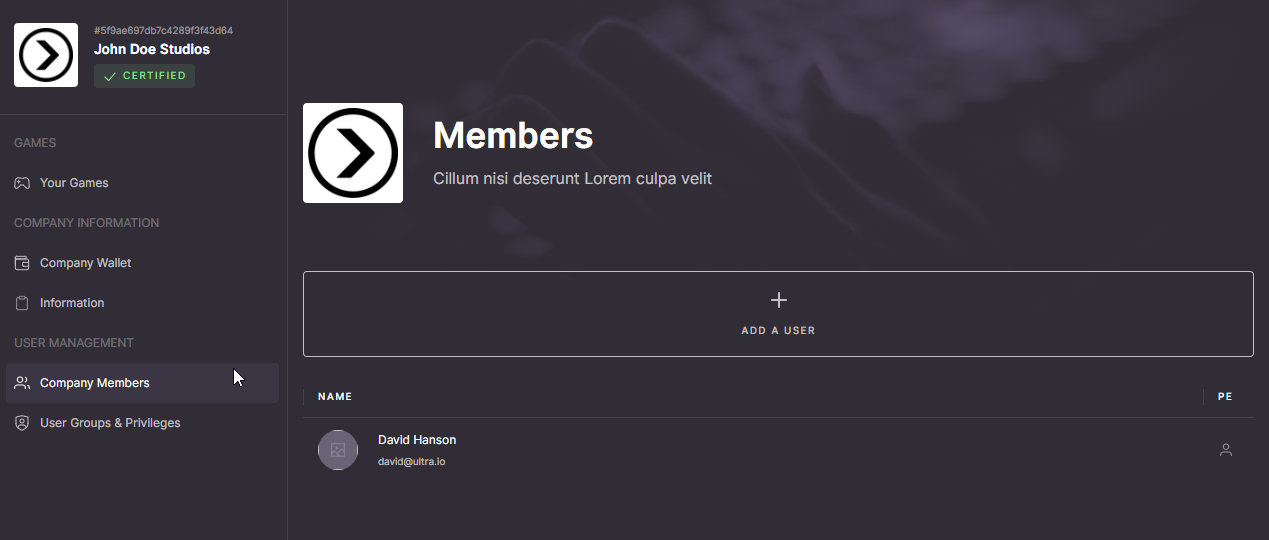 #5f9ae697db7c4289f3f43d64
John Doe Studios
CERTIFIED
GAMES
Your Games
COMPANY INFORMATION
Company Wallet
Information
USER MANAGEMENT
Company Members
User Groups & Privileges
Members
Cillum nisi deserunt Lorem culpa velit
ADD A USER
NAME PE
David Hanson
david@ultra.io